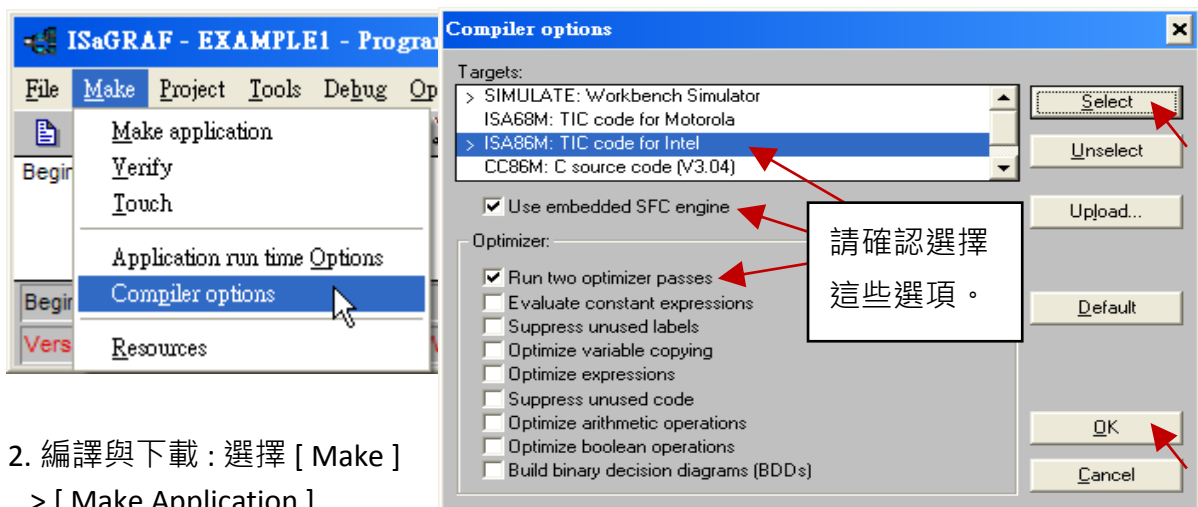 ISaGRAF - EXAMPLE1 - Progra
File Make Project Tools Debug Op
Make application
Verify
Touch
Application run time Options
Compiler options
Resources
Begin
Begin
Vers
Compiler options
Targets:
> SIMULATE: Workbench Simulator
ISA68M: TIC code for Motorola
> ISA86M: TIC code for Intel
CC86M: C source code (V3.04)
Use embedded SFC engine
Optimizer:
Run two optimizer passes
Evaluate constant expressions
Suppress unused labels
Optimize variable copying
Optimize expressions
Suppress unused code
Optimize arithmetic operations
Optimize boolean operations
Build binary decision diagrams (BDDs)
Select
Unselect
Upload...
Default
OK
Cancel
請確認選擇
這些選項。
2. 編譯與下載 : 選擇 [ Make ]
> [ Make Application ]